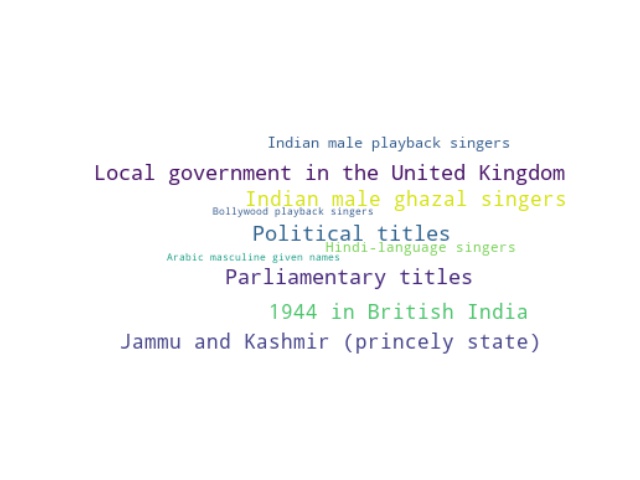 Indian male playback singers
Local government in the United Kingdom
Indian male ghazal singers
Bollywood playback singers
Political titles
Hindi-language singers
Arabic masculine given names
Parliamentary titles
1944 in British India
Jammu and Kashmir (princely state)